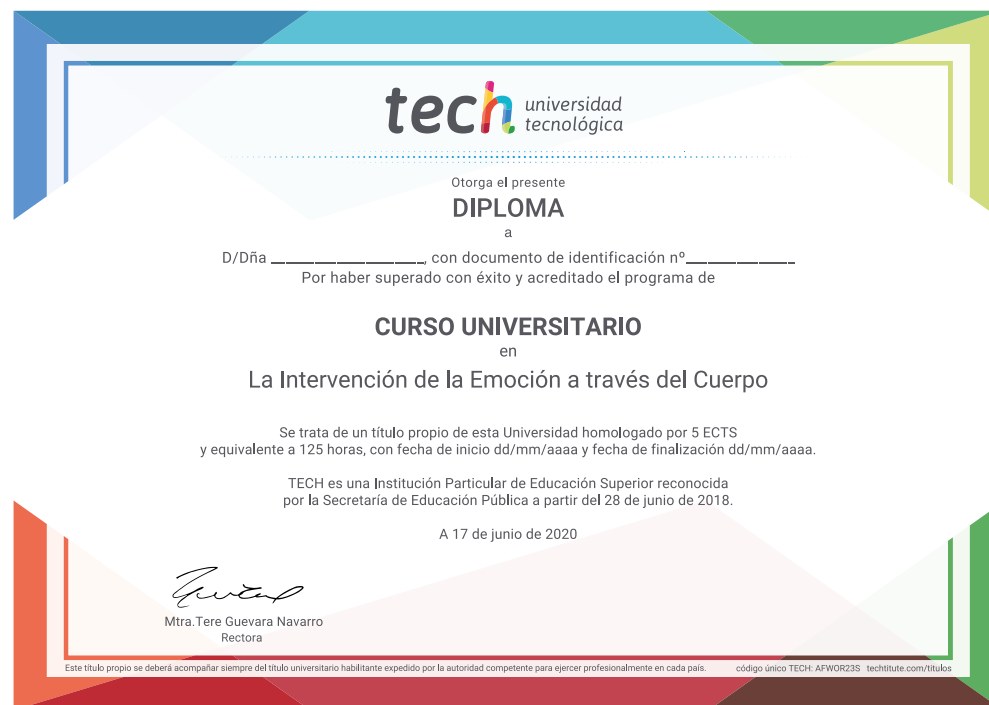 tech universidad
tecnológica
Otorga el presente
DIPLOMA
a
D/Dña ____________________, con documento de identificación nº______________
Por haber superado con éxito y acreditado el programa de
CURSO UNIVERSITARIO
en
La Intervención de la Emoción a través del Cuerpo
Se trata de un título propio de esta Universidad homologado por 5 ECTS
y equivalente a 125 horas, con fecha de inicio dd/mm/aaaa y fecha de finalización dd/mm/aaaa.
TECH es una Institución Particular de Educación Superior reconocida
por la Secretaría de Educación Pública a partir del 28 de junio de 2018.
A 17 de junio de 2020
Mtra.Tere Guevara Navarro
Rectora
Este título propio se deberá acompañar siempre del título universitario habilitante expedido por la autoridad competente para ejercer profesionalmente en cada país. código único TECH: AFWOR23S techtitute.com/titulos